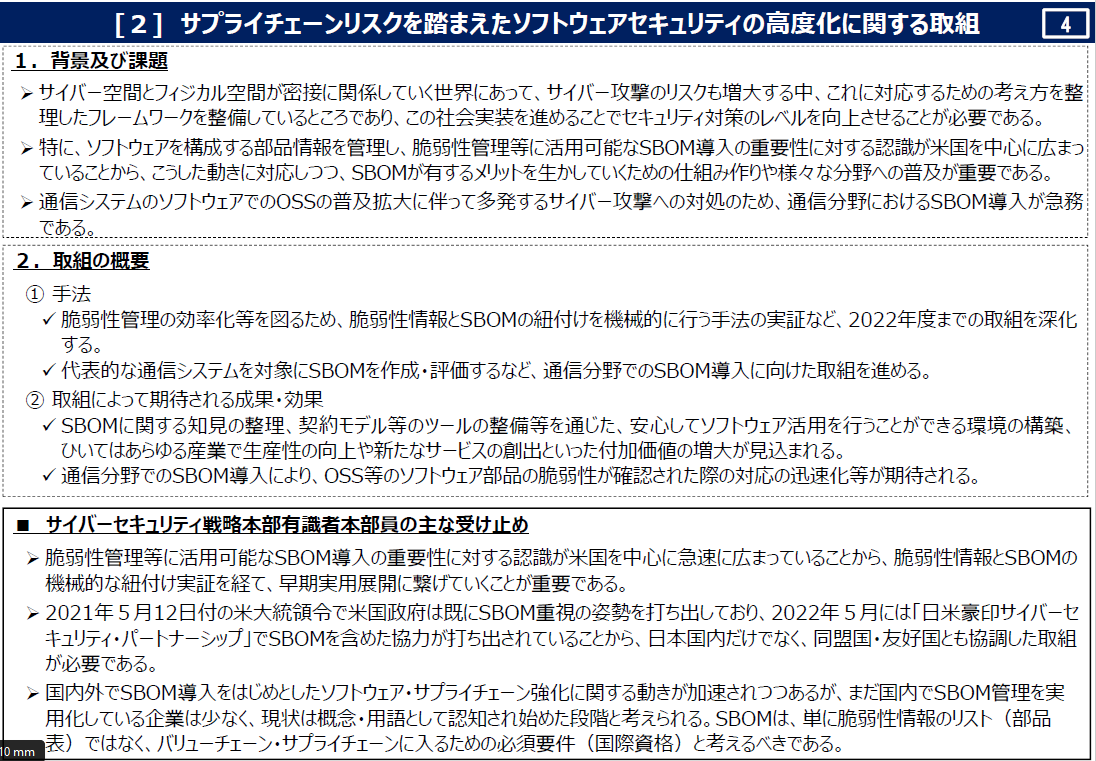 [２] サプライチェーンリスクを踏まえたソフトウェアセキュリティの高度化に関する取組
4
１．背景及び課題
➢ サイバー空間とフィジカル空間が密接に関係していく世界にあって、サイバー攻撃のリスクも増大する中、これに対応するための考え方を整
理したフレームワークを整備しているところであり、この社会実装を進めることでセキュリティ対策のレベルを向上させることが必要である。
➢ 特に、ソフトウェアを構成する部品情報を管理し、脆弱性管理等に活用可能なSBOM導入の重要性に対する認識が米国を中心に広まっ
ていることから、こうした動きに対応しつつ、SBOMが有するメリットを生かしていくための仕組み作りや様々な分野への普及が重要である。
➢ 通信システムのソフトウェアでのOSSの普及拡大に伴って多発するサイバー攻撃への対処のため、通信分野におけるSBOM導入が急務
である。
２．取組の概要
① 手法
✓ 脆弱性管理の効率化等を図るため、脆弱性情報とSBOMの紐付けを機械的に行う手法の実証など、2022年度までの取組を深化
する。
✓ 代表的な通信システムを対象にSBOMを作成・評価するなど、通信分野でのSBOM導入に向けた取組を進める。
② 取組によって期待される成果・効果
✓ SBOMに関する知見の整理、契約モデル等のツールの整備等を通じた、安心してソフトウェア活用を行うことができる環境の構築、
ひいてはあらゆる産業で生産性の向上や新たなサービスの創出といった付加価値の増大が見込まれる。
✓ 通信分野でのSBOM導入により、OSS等のソフトウェア部品の脆弱性が確認された際の対応の迅速化等が期待される。
■ サイバーセキュリティ戦略本部有識者本部員の主な受け止め
➢ 脆弱性管理等に活用可能なSBOM導入の重要性に対する認識が米国を中心に急速に広まっていることから、脆弱性情報とSBOMの
機械的な紐付け実証を経て、早期実用展開に繋げていくことが重要である。
➢ 2021年５月12日付の米大統領令で米国政府は既にSBOM重視の姿勢を打ち出しており、2022年５月には「日米豪印サイバーセ
キュリティ・パートナーシップ」でSBOMを含めた協力が打ち出されていることから、日本国内だけでなく、同盟国・友好国とも協調した取組
が必要である。
➢ 国内外でSBOM導入をはじめとしたソフトウェア・サプライチェーン強化に関する動きが加速されつつあるが、まだ国内でSBOM管理を実
用化している企業は少なく、現状は概念・用語として認知され始めた段階と考えられる。SBOMは、単に脆弱性情報のリスト（部品
表）ではなく、バリューチェーン・サプライチェーンに入るための必須要件（国際資格）と考えるべきである。
10 mm